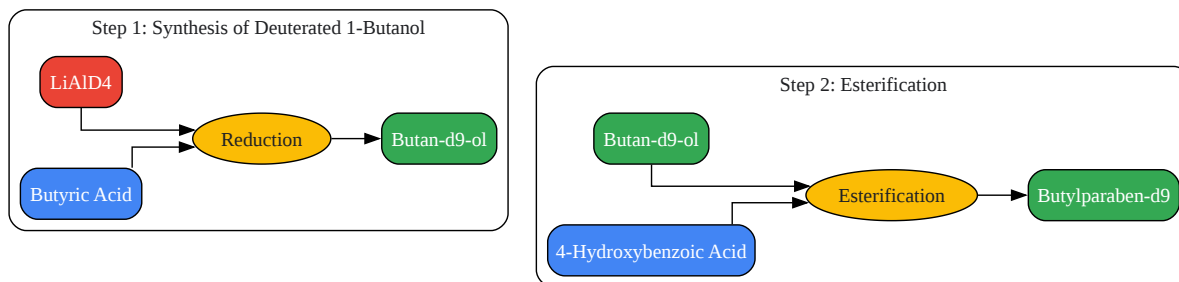 Step 1: Synthesis of Deuterated 1-Butanol
LiAlD4
Reduction
Butan-d9-ol
Butyric Acid
Step 2: Esterification
Butan-d9-ol
Esterification
Butylparaben-d9
4-Hydroxybenzoic Acid